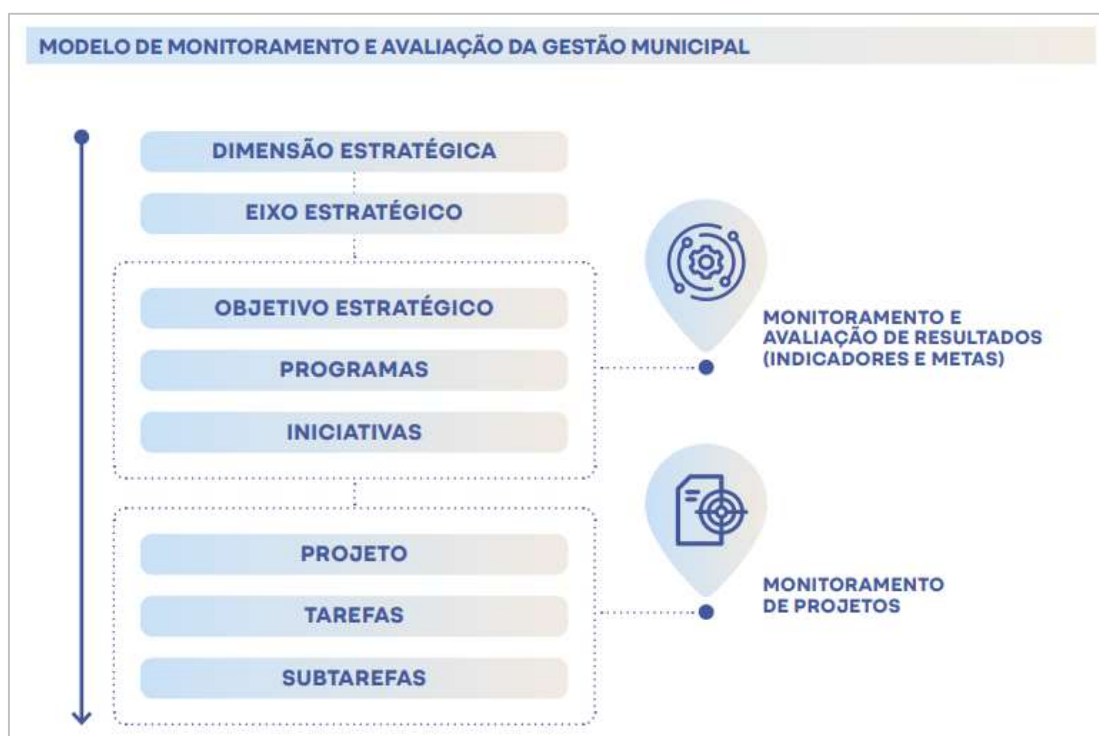 MODELO DE MONITORAMENTO E AVALIAÇÃO DA GESTÃO MUNICIPAL
DIMENSÃO ESTRATÉGICA
EIXO ESTRATÉGICO
OBJETIVO ESTRATÉGICO
PROGRAMAS
INICIATIVAS
MONITORAMENTO E
AVALIAÇÃO DE RESULTADOS
(INDICADORES E METAS)
PROJETO
TAREFAS
SUBTAREFAS
MONITORAMENTO
DE PROJETOS